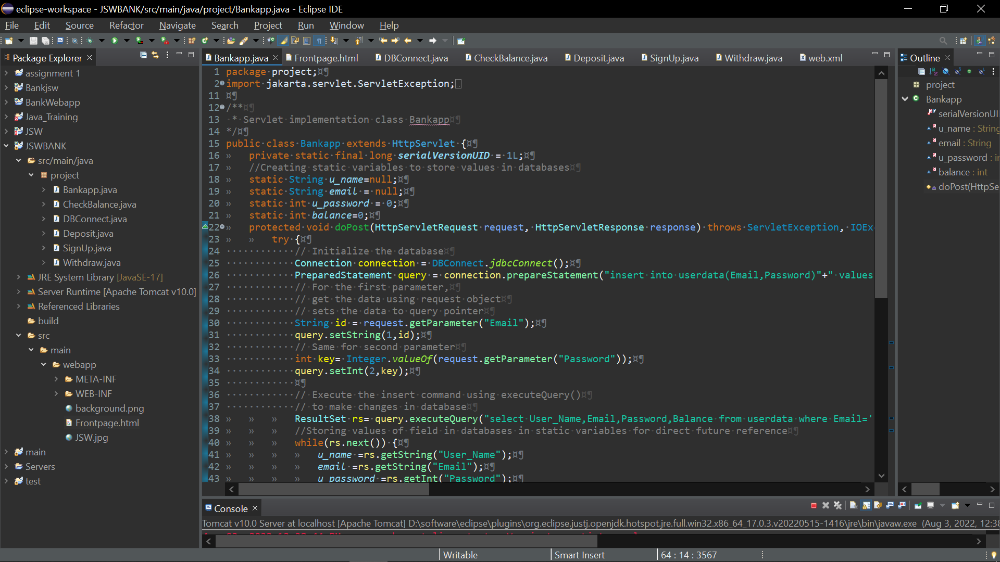 eclipse-workspace - JSWBANK/src/main/java/project/Bankapp.java - Eclipse IDE
File Edit Source Refactor Navigate Search Project Run Window Help
Package Explorer
assignment 1
Bankjsw
BankWebapp
Java_Training
JSW
JSWBANK
src/main/java
project
Bankapp.java
CheckBalance.java
DBConnect.java
Deposit.java
SignUp.java
Withdraw.java
JRE System Library [JavaSE-17]
Server Runtime [Apache Tomcat v10.0]
Referenced Libraries
build
src
main
webapp
META-INF
WEB-INF
background.png
Frontpage.html
JSW.jpg
main
Servers
test
Bankapp.java Frontpage.html DBConnect.java CheckBalance.java Deposit.java SignUp.java Withdraw.java web.xml
1 package project;
2 import jakarta.servlet.ServletException;
11
12 /**
13 * Servlet implementation class Bankapp
14 */
15 public class Bankapp extends HttpServlet {
16 private static final long serialVersionUID = 1L;
17 //Creating static variables to store values in databases
18 static String u_name=null;
19 static String email = null;
20 static int u_password = 0;
21 static int balance=0;
22 protected void doPost(HttpServletRequest request, HttpServletResponse response) throws ServletException, IOEx
23 try {
24 // Initialize the database
25 Connection connection = DBConnect.jdbcConnect();
26 PreparedStatement query = connection.prepareStatement("insert into userdata(Email,Password)"+" values
27 // For the first parameter,
28 // get the data using request object
29 // sets the data to query pointer
30 String id = request.getParameter("Email");
31 query.setString(1,id);
32 // Same for second parameter
33 int key= Integer.valueOf(request.getParameter("Password"));
34 query.setInt(2,key);
35
36 // Execute the insert command using executeQuery()
37 // to make changes in database
38 ResultSet rs= query.executeQuery("select User_Name,Email,Password,Balance from userdata where Email='
39 //Storing values of field in databases in static variables for direct future reference
40 while(rs.next()) {
41 u_name =rs.getString("User_Name");
42 email =rs.getString("Email");
43 u_password =rs.getInt("Password");
Outline
project
Bankapp
serialVersionUI
u_name : String
email : String
u_password : in
balance : int
doPost(HttpSe
Console
Tomcat v10.0 Server at localhost [Apache Tomcat] D:\software\eclipse\plugins\org.eclipse.justj.openjdk.hotspot.jre.full.win32.x86_64_17.0.3.v20220515-1416\jre\bin\javaw.exe (Aug 3, 2022, 12:38
Writable Smart Insert 64 : 14 : 3567